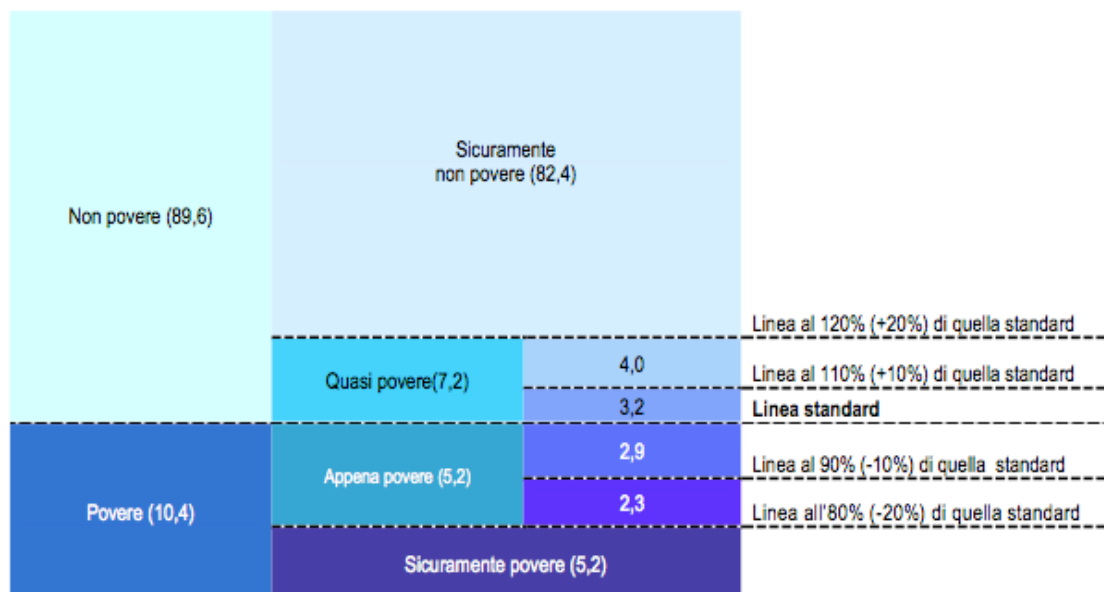 Sicuramente
non povere (82,4)
Non povere (89,6)
Linea al 120% (+20%) di quella standard
Quasi povere(7,2)
4,0
Linea al 110% (+10%) di quella standard
3,2
Linea standard
Appena povere (5,2)
2,9
Linea al 90% (-10%) di quella standard
Povere (10,4)
2,3
Linea all'80% (-20%) di quella standard
Sicuramente povere (5,2)